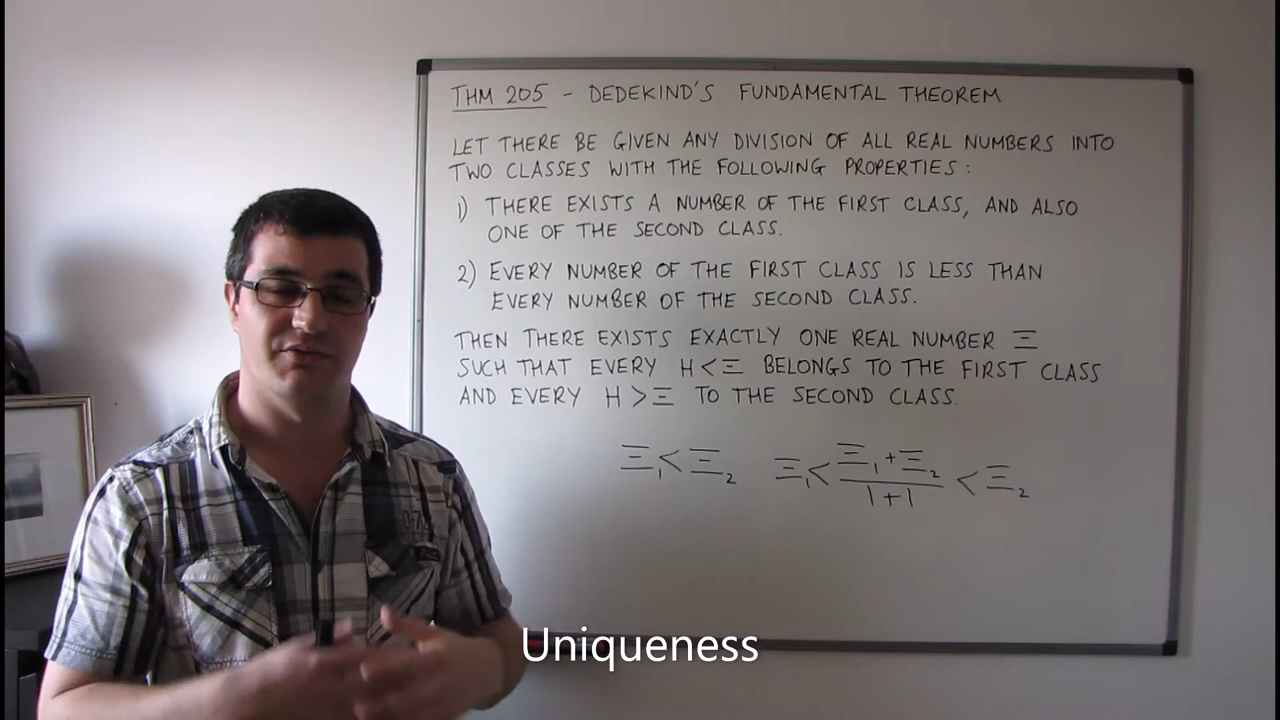 THM 205 - DEDEKIND'S FUNDAMENTAL THEOREM
LET THERE BE GIVEN ANY DIVISION OF ALL REAL NUMBERS INTO
TWO CLASSES WITH THE FOLLOWING PROPERTIES:
1) THERE EXISTS A NUMBER OF THE FIRST CLASS, AND ALSO
ONE OF THE SECOND CLASS.
2) EVERY NUMBER OF THE FIRST CLASS IS LESS THAN
EVERY NUMBER OF THE SECOND CLASS.
THEN THERE EXISTS EXACTLY ONE REAL NUMBER Ξ
SUCH THAT EVERY H < Ξ BELONGS TO THE FIRST CLASS
AND EVERY H > Ξ TO THE SECOND CLASS.
Ξ₁ < Ξ₂ Ξ₁ < (Ξ₁ + Ξ₂)/(1+1) < Ξ₂
Uniqueness